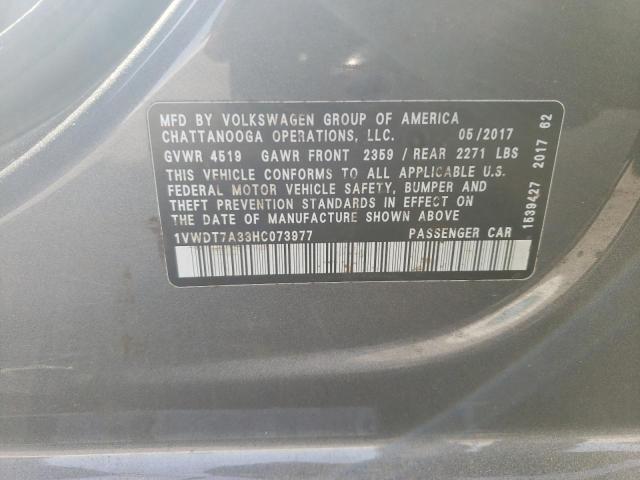 MFD BY VOLKSWAGEN GROUP OF AMERICA
CHATTANOOGA OPERATIONS, LLC. 05/2017
GVWR 4519 GAWR FRONT 2359 / REAR 2271 LBS
THIS VEHICLE CONFORMS TO ALL APPLICABLE U.S.
FEDERAL MOTOR VEHICLE SAFETY, BUMPER AND
THEFT PREVENTION STANDARDS IN EFFECT ON
THE DATE OF MANUFACTURE SHOWN ABOVE
1VWDT7A33HC073977 PASSENGER CAR
1539427 2017 62